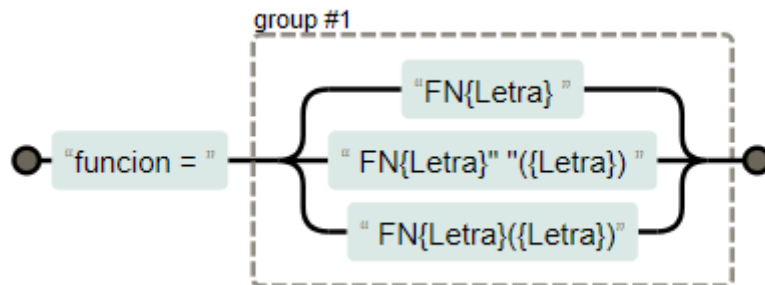 group #1
“FN{Letra} ”
“funcion = ”
“ FN{Letra}" "({Letra}) ”
“ FN{Letra}({Letra})”